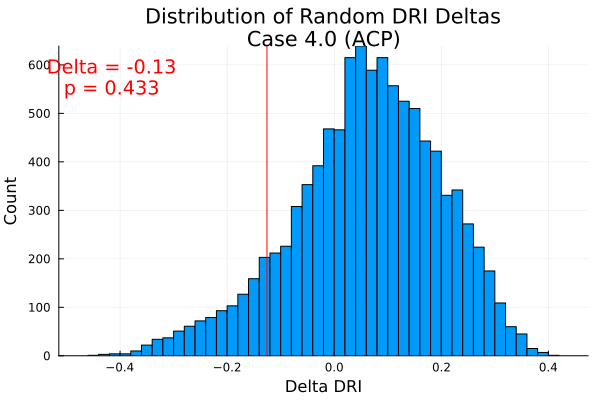 Distribution of Random DRI Deltas
Case 4.0 (ACP)
Delta = -0.13
p = 0.433
600
500
400
300
200
100
0
Count
−0.4
−0.2
0.0
0.2
0.4
Delta DRI